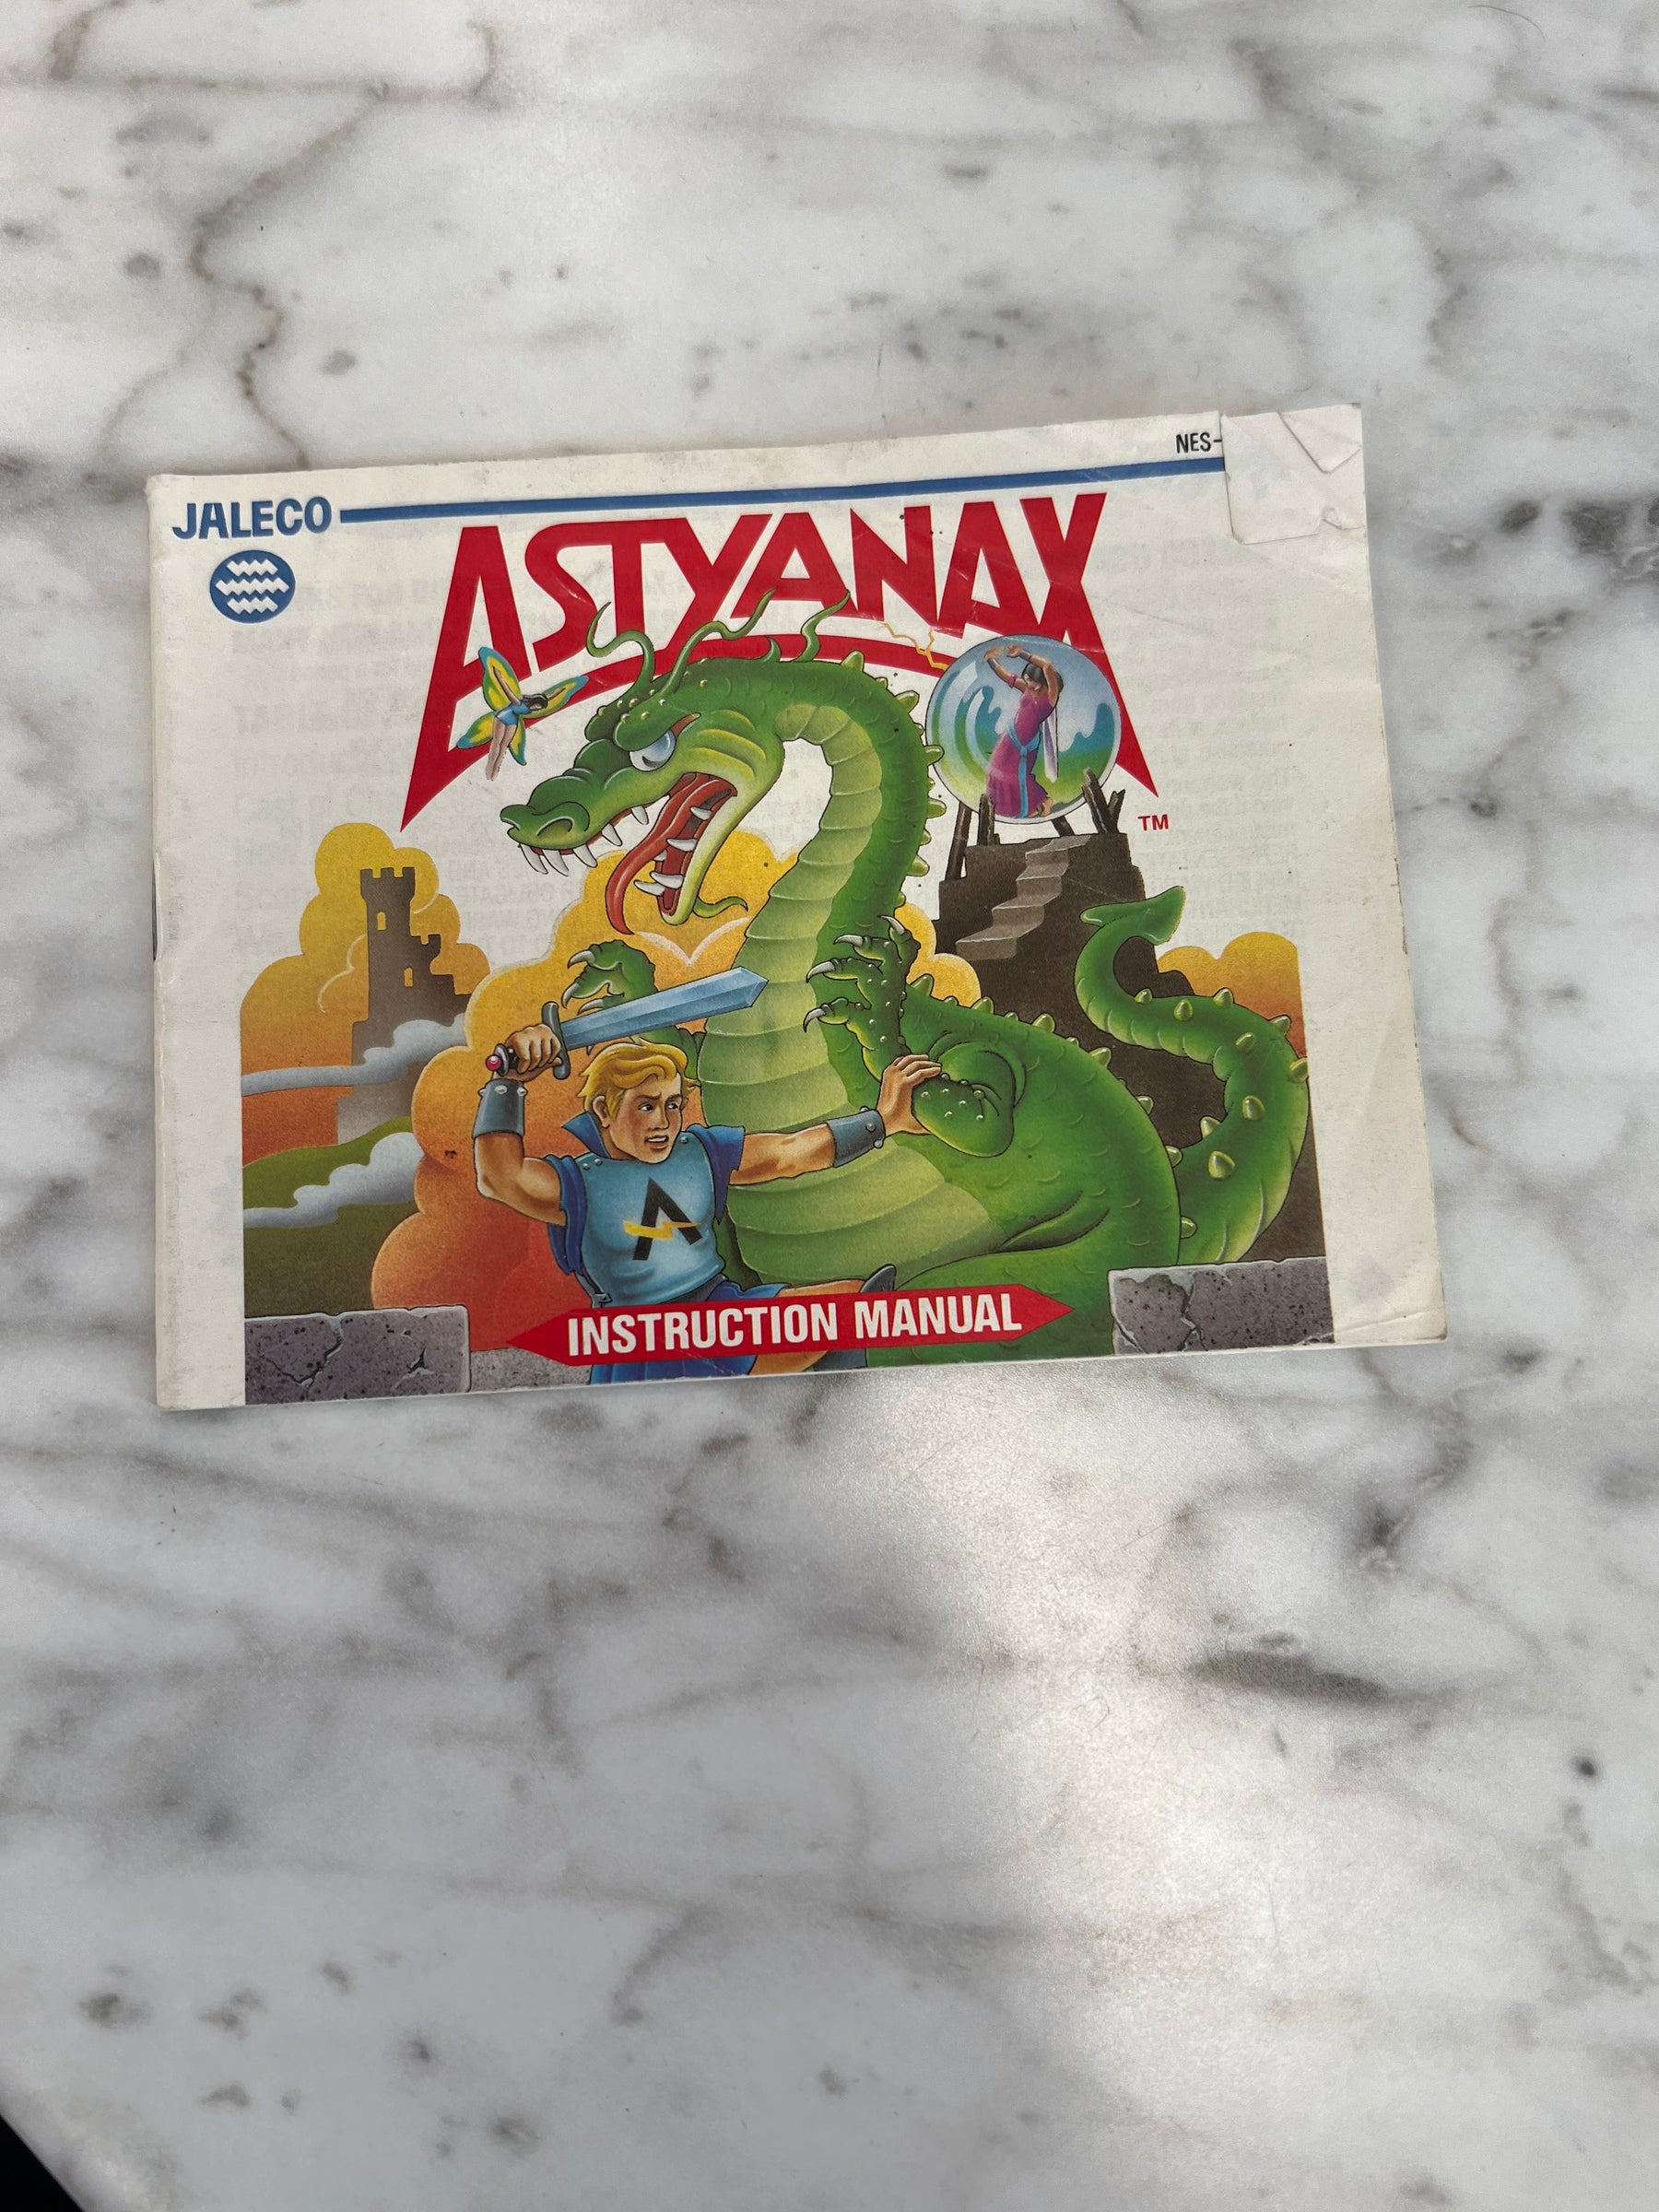 NES-
JALECO
ASTYANAX
TM
A
INSTRUCTION MANUAL